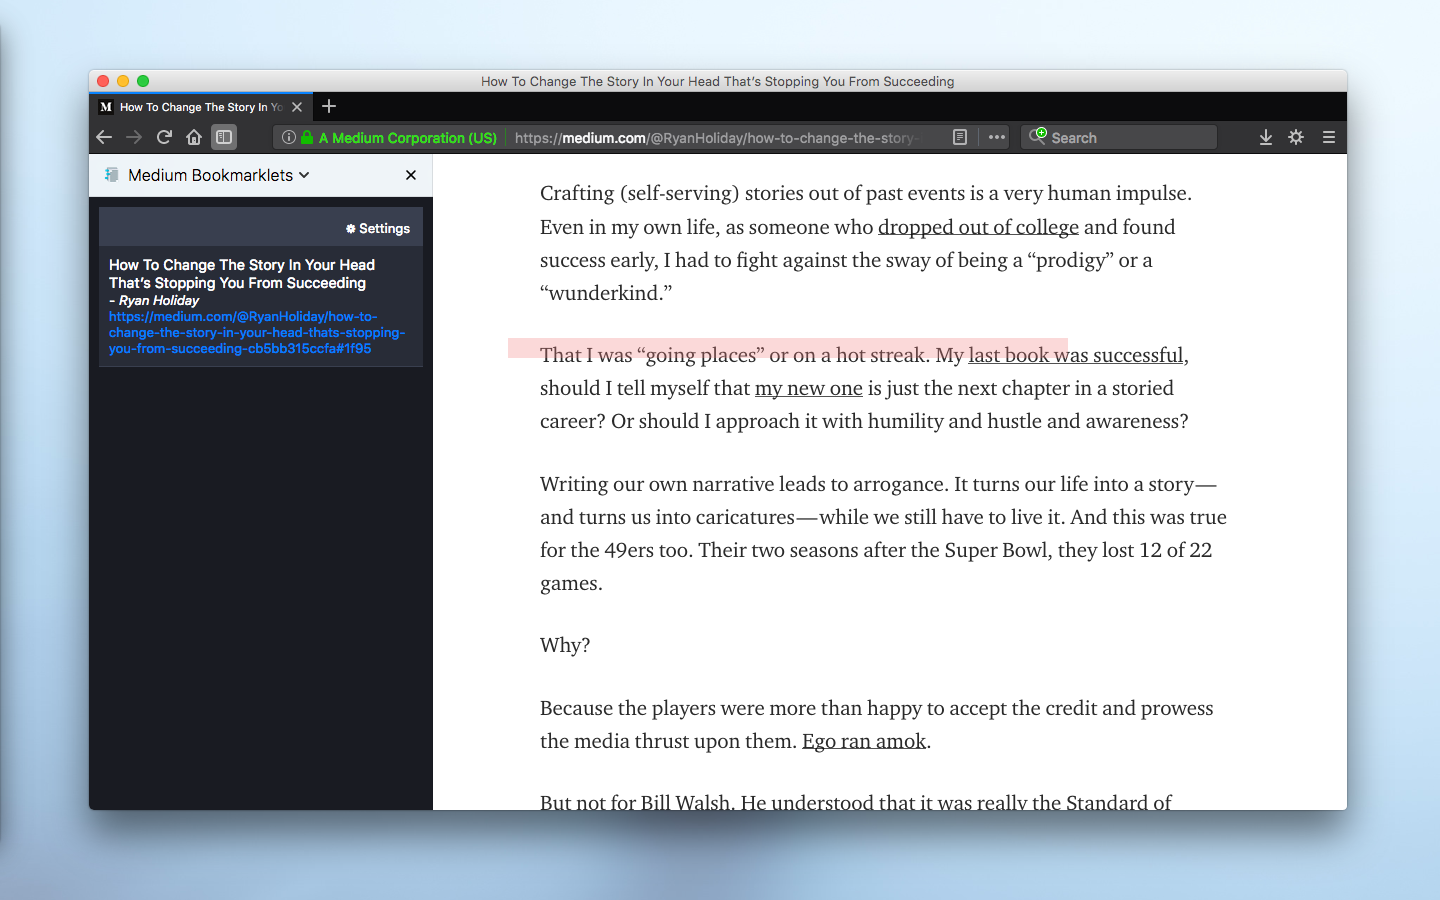 How To Change The Story In Your Head That's Stopping You From Succeeding
M How To Change The Story In Yo
A Medium Corporation (US) https://medium.com/@RyanHoliday/how-to-change-the-story- Search
Medium Bookmarklets
Settings
How To Change The Story In Your Head
That's Stopping You From Succeeding
- Ryan Holiday
https://medium.com/@RyanHoliday/how-to-
change-the-story-in-your-head-thats-stopping-
you-from-succeeding-cb5bb315ccfa#1f95
Crafting (self-serving) stories out of past events is a very human impulse.
Even in my own life, as someone who dropped out of college and found
success early, I had to fight against the sway of being a “prodigy” or a
“wunderkind.”
That I was “going places” or on a hot streak. My last book was successful,
should I tell myself that my new one is just the next chapter in a storied
career? Or should I approach it with humility and hustle and awareness?
Writing our own narrative leads to arrogance. It turns our life into a story—
and turns us into caricatures—while we still have to live it. And this was true
for the 49ers too. Their two seasons after the Super Bowl, they lost 12 of 22
games.
Why?
Because the players were more than happy to accept the credit and prowess
the media thrust upon them. Ego ran amok.
But not for Bill Walsh. He understood that it was really the Standard of